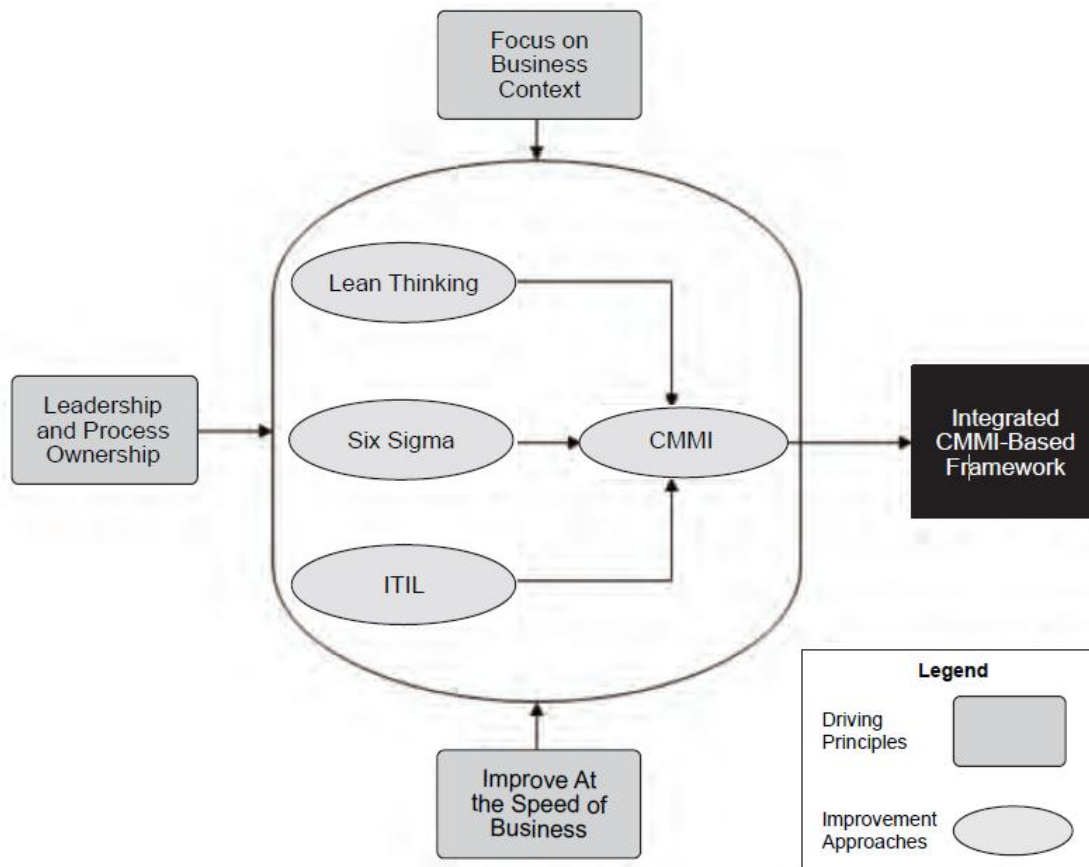 Focus on
Business
Context
Lean Thinking
Leadership
and Process
Ownership
Six Sigma
CMMI
Integrated
CMMI-Based
Framework
ITIL
Improve At
the Speed of
Business
Legend
Driving
Principles
Improvement
Approaches